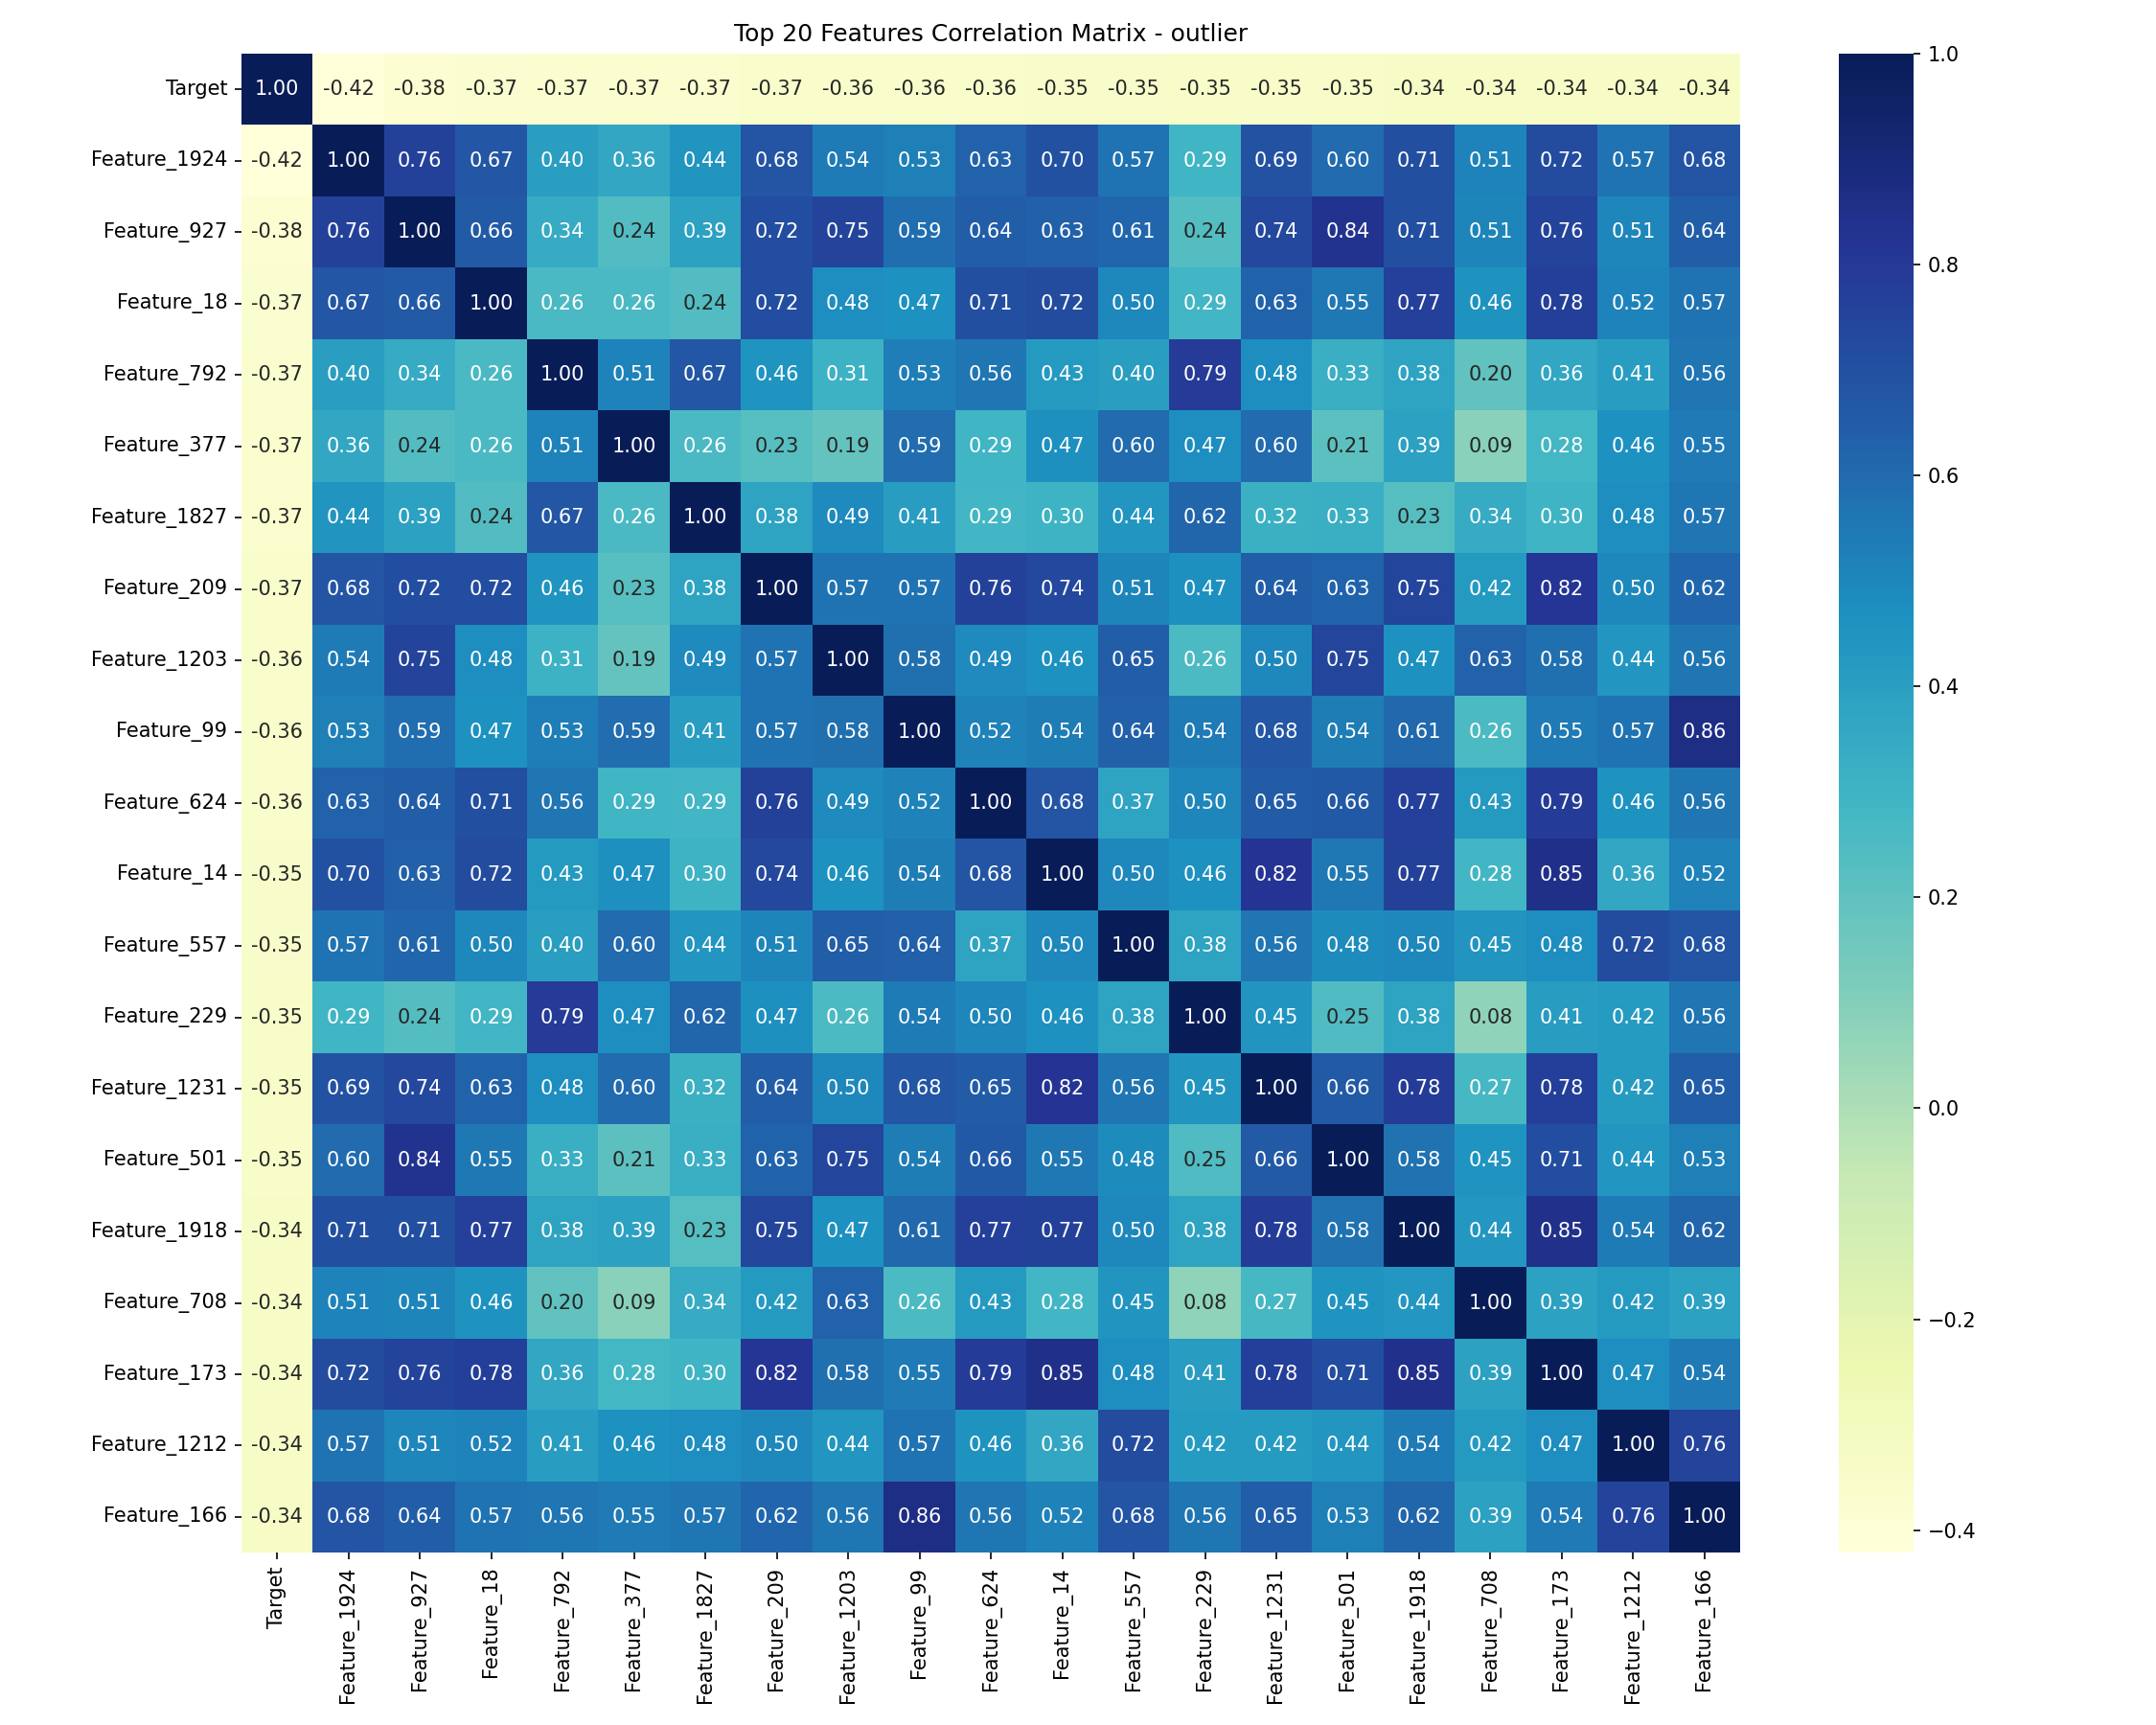 Top 20 Features Correlation Matrix - outlier
Target 1.00 -0.42 -0.38 -0.37 -0.37 -0.37 -0.37 -0.37 -0.36 -0.36 -0.36 -0.35 -0.35 -0.35 -0.35 -0.35 -0.34 -0.34 -0.34 -0.34 -0.34
Feature_1924 -0.42 1.00 0.76 0.67 0.40 0.36 0.44 0.68 0.54 0.53 0.63 0.70 0.57 0.29 0.69 0.60 0.71 0.51 0.72 0.57 0.68
Feature_927 -0.38 0.76 1.00 0.66 0.34 0.24 0.39 0.72 0.75 0.59 0.64 0.63 0.61 0.24 0.74 0.84 0.71 0.51 0.76 0.51 0.64
Feature_18 -0.37 0.67 0.66 1.00 0.26 0.26 0.24 0.72 0.48 0.47 0.71 0.72 0.50 0.29 0.63 0.55 0.77 0.46 0.78 0.52 0.57
Feature_792 -0.37 0.40 0.34 0.26 1.00 0.51 0.67 0.46 0.31 0.53 0.56 0.43 0.40 0.79 0.48 0.33 0.38 0.20 0.36 0.41 0.56
Feature_377 -0.37 0.36 0.24 0.26 0.51 1.00 0.26 0.23 0.19 0.59 0.29 0.47 0.60 0.47 0.60 0.21 0.39 0.09 0.28 0.46 0.55
Feature_1827 -0.37 0.44 0.39 0.24 0.67 0.26 1.00 0.38 0.49 0.41 0.29 0.30 0.44 0.62 0.32 0.33 0.23 0.34 0.30 0.48 0.57
Feature_209 -0.37 0.68 0.72 0.72 0.46 0.23 0.38 1.00 0.57 0.57 0.76 0.74 0.51 0.47 0.64 0.63 0.75 0.42 0.82 0.50 0.62
Feature_1203 -0.36 0.54 0.75 0.48 0.31 0.19 0.49 0.57 1.00 0.58 0.49 0.46 0.65 0.26 0.50 0.75 0.47 0.63 0.58 0.44 0.56
Feature_99 -0.36 0.53 0.59 0.47 0.53 0.59 0.41 0.57 0.58 1.00 0.52 0.54 0.64 0.54 0.68 0.54 0.61 0.26 0.55 0.57 0.86
Feature_624 -0.36 0.63 0.64 0.71 0.56 0.29 0.29 0.76 0.49 0.52 1.00 0.68 0.37 0.50 0.65 0.66 0.77 0.43 0.79 0.46 0.56
Feature_14 -0.35 0.70 0.63 0.72 0.43 0.47 0.30 0.74 0.46 0.54 0.68 1.00 0.50 0.46 0.82 0.55 0.77 0.28 0.85 0.36 0.52
Feature_557 -0.35 0.57 0.61 0.50 0.40 0.60 0.44 0.51 0.65 0.64 0.37 0.50 1.00 0.38 0.56 0.48 0.50 0.45 0.48 0.72 0.68
Feature_229 -0.35 0.29 0.24 0.29 0.79 0.47 0.62 0.47 0.26 0.54 0.50 0.46 0.38 1.00 0.45 0.25 0.38 0.08 0.41 0.42 0.56
Feature_1231 -0.35 0.69 0.74 0.63 0.48 0.60 0.32 0.64 0.50 0.68 0.65 0.82 0.56 0.45 1.00 0.66 0.78 0.27 0.78 0.42 0.65
Feature_501 -0.35 0.60 0.84 0.55 0.33 0.21 0.33 0.63 0.75 0.54 0.66 0.55 0.48 0.25 0.66 1.00 0.58 0.45 0.71 0.44 0.53
Feature_1918 -0.34 0.71 0.71 0.77 0.38 0.39 0.23 0.75 0.47 0.61 0.77 0.77 0.50 0.38 0.78 0.58 1.00 0.44 0.85 0.54 0.62
Feature_708 -0.34 0.51 0.51 0.46 0.20 0.09 0.34 0.42 0.63 0.26 0.43 0.28 0.45 0.08 0.27 0.45 0.44 1.00 0.39 0.42 0.39
Feature_173 -0.34 0.72 0.76 0.78 0.36 0.28 0.30 0.82 0.58 0.55 0.79 0.85 0.48 0.41 0.78 0.71 0.85 0.39 1.00 0.47 0.54
Feature_1212 -0.34 0.57 0.51 0.52 0.41 0.46 0.48 0.50 0.44 0.57 0.46 0.36 0.72 0.42 0.42 0.44 0.54 0.42 0.47 1.00 0.76
Feature_166 -0.34 0.68 0.64 0.57 0.56 0.55 0.57 0.62 0.56 0.86 0.56 0.52 0.68 0.56 0.65 0.53 0.62 0.39 0.54 0.76 1.00
Target Feature_1924 Feature_927 Feature_18 Feature_792 Feature_377 Feature_1827 Feature_209 Feature_1203 Feature_99 Feature_624 Feature_14 Feature_557 Feature_229 Feature_1231 Feature_501 Feature_1918 Feature_708 Feature_173 Feature_1212 Feature_166
1.0
0.8
0.6
0.4
0.2
0.0
−0.2
−0.4